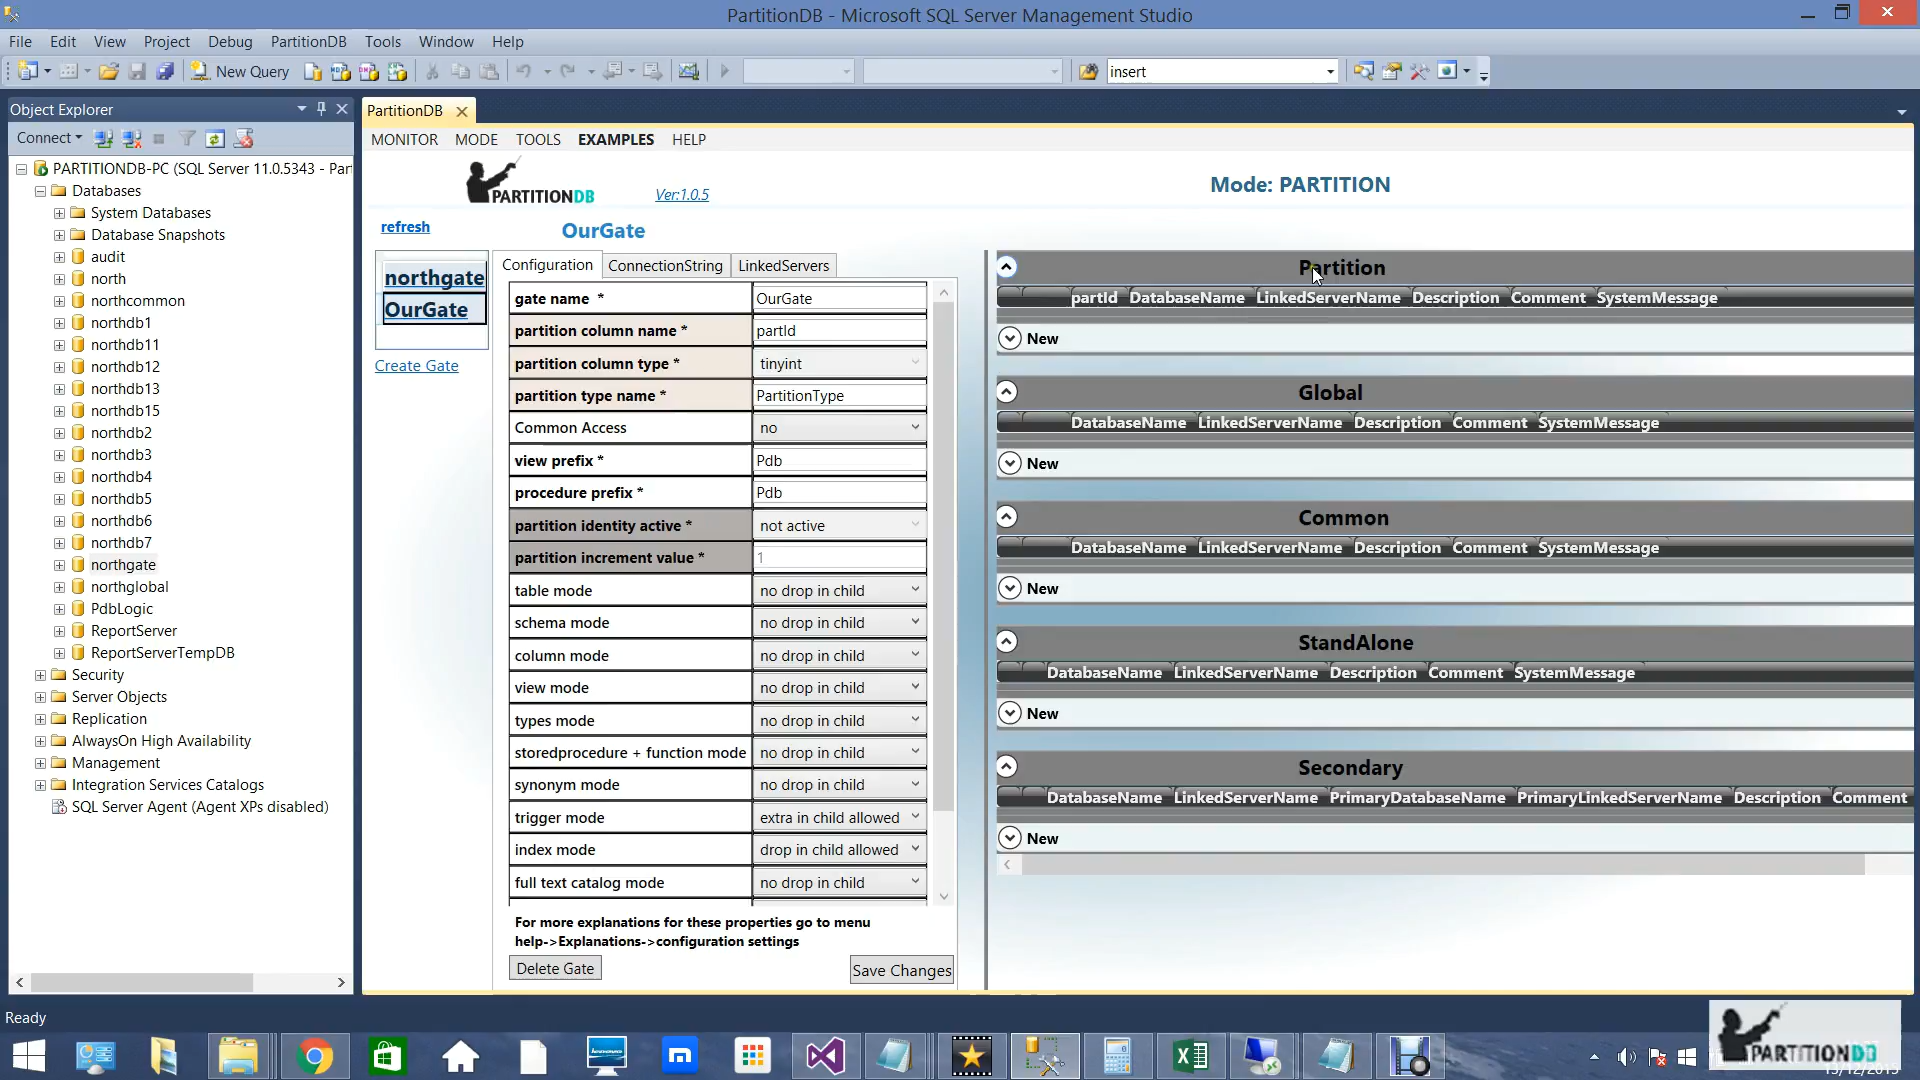 PartitionDB - Microsoft SQL Server Management Studio
File Edit View Project Debug PartitionDB Tools Window Help
New Query insert
Object Explorer
Connect
PARTITIONDB-PC (SQL Server 11.0.5343 - Par
Databases
System Databases
Database Snapshots
audit
north
northcommon
northdb1
northdb11
northdb12
northdb13
northdb15
northdb2
northdb3
northdb4
northdb5
northdb6
northdb7
northgate
northglobal
PdbLogic
ReportServer
ReportServerTempDB
Security
Server Objects
Replication
AlwaysOn High Availability
Management
Integration Services Catalogs
SQL Server Agent (Agent XPs disabled)
PartitionDB
MONITOR MODE TOOLS EXAMPLES HELP
PARTITIONDB
Ver:1.0.5
Mode: PARTITION
refresh
OurGate
northgate
OurGate
Create Gate
Configuration ConnectionString LinkedServers
gate name * OurGate
partition column name * partId
partition column type * tinyint
partition type name * PartitionType
Common Access no
view prefix * Pdb
procedure prefix * Pdb
partition identity active * not active
partition increment value * 1
table mode no drop in child
schema mode no drop in child
column mode no drop in child
view mode no drop in child
types mode no drop in child
storedprocedure + function mode no drop in child
synonym mode no drop in child
trigger mode extra in child allowed
index mode drop in child allowed
full text catalog mode no drop in child
For more explanations for these properties go to menu
help->Explanations->configuration settings
Delete Gate Save Changes
Partition
partId DatabaseName LinkedServerName Description Comment SystemMessage
New
Global
DatabaseName LinkedServerName Description Comment SystemMessage
New
Common
DatabaseName LinkedServerName Description Comment SystemMessage
New
StandAlone
DatabaseName LinkedServerName Description Comment SystemMessage
New
Secondary
DatabaseName LinkedServerName PrimaryDatabaseName PrimaryLinkedServerName Description Comment
New
Ready
PARTITIONDB